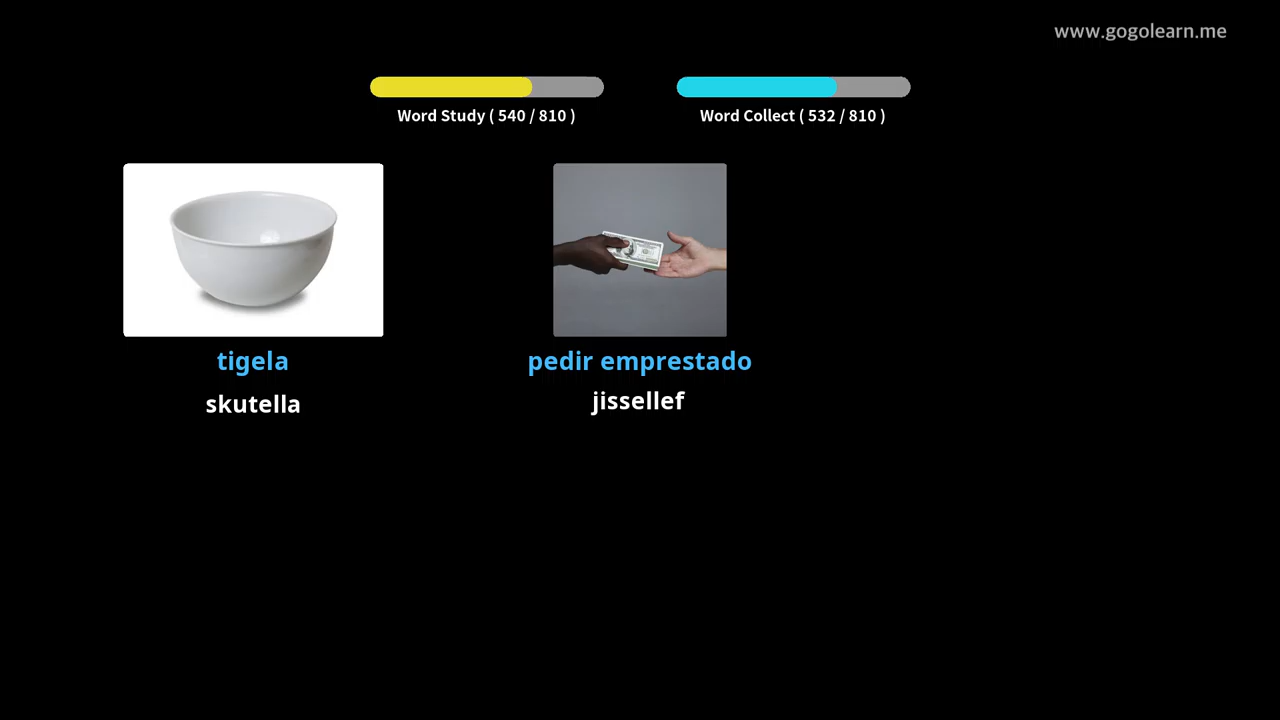 www.gogolearn.me
Word Study ( 540 / 810 )
Word Collect ( 532 / 810 )
tigela
skutella
pedir emprestado
jissellef